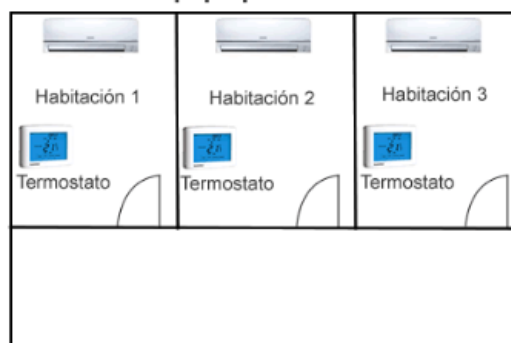 Habitación 1
Habitación 2
Habitación 3
Termostato
Termostato
Termostato